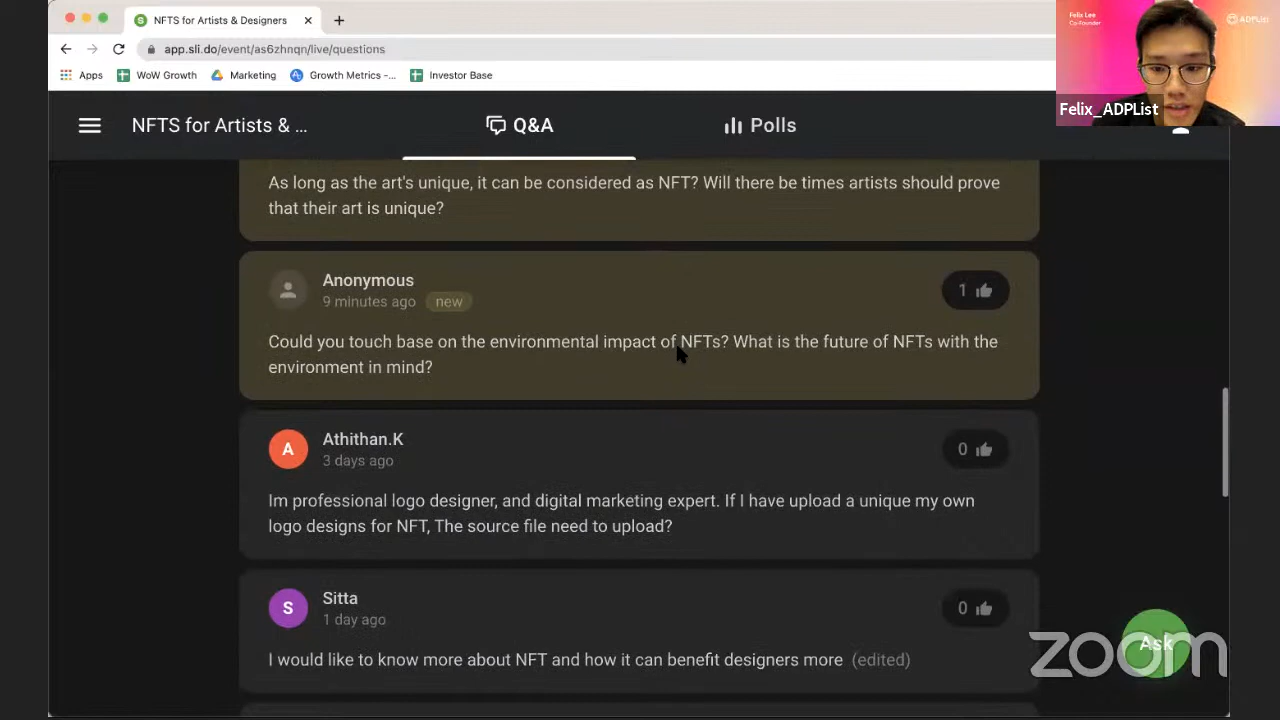 NFTS for Artists & Designers
app.sli.do/event/as6zhnqn/live/questions
Apps
WoW Growth
Marketing
Growth Metrics -...
Investor Base
Felix Lee
Co-Founder
ADPList
Felix_ADPList
NFTS for Artists & ...
Q&A
Polls
As long as the art's unique, it can be considered as NFT? Will there be times artists should prove
that their art is unique?
Anonymous
9 minutes ago new
1
Could you touch base on the environmental impact of NFTs? What is the future of NFTs with the
environment in mind?
A
Athithan.K
3 days ago
0
Im professional logo designer, and digital marketing expert. If I have upload a unique my own
logo designs for NFT, The source file need to upload?
S
Sitta
1 day ago
0
I would like to know more about NFT and how it can benefit designers more (edited)
Ask
zoom